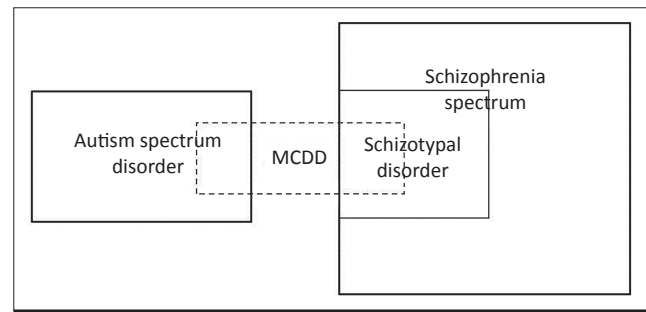 Schizophrenia
spectrum
Autism spectrum
disorder
MCDD
Schizotypal
disorder